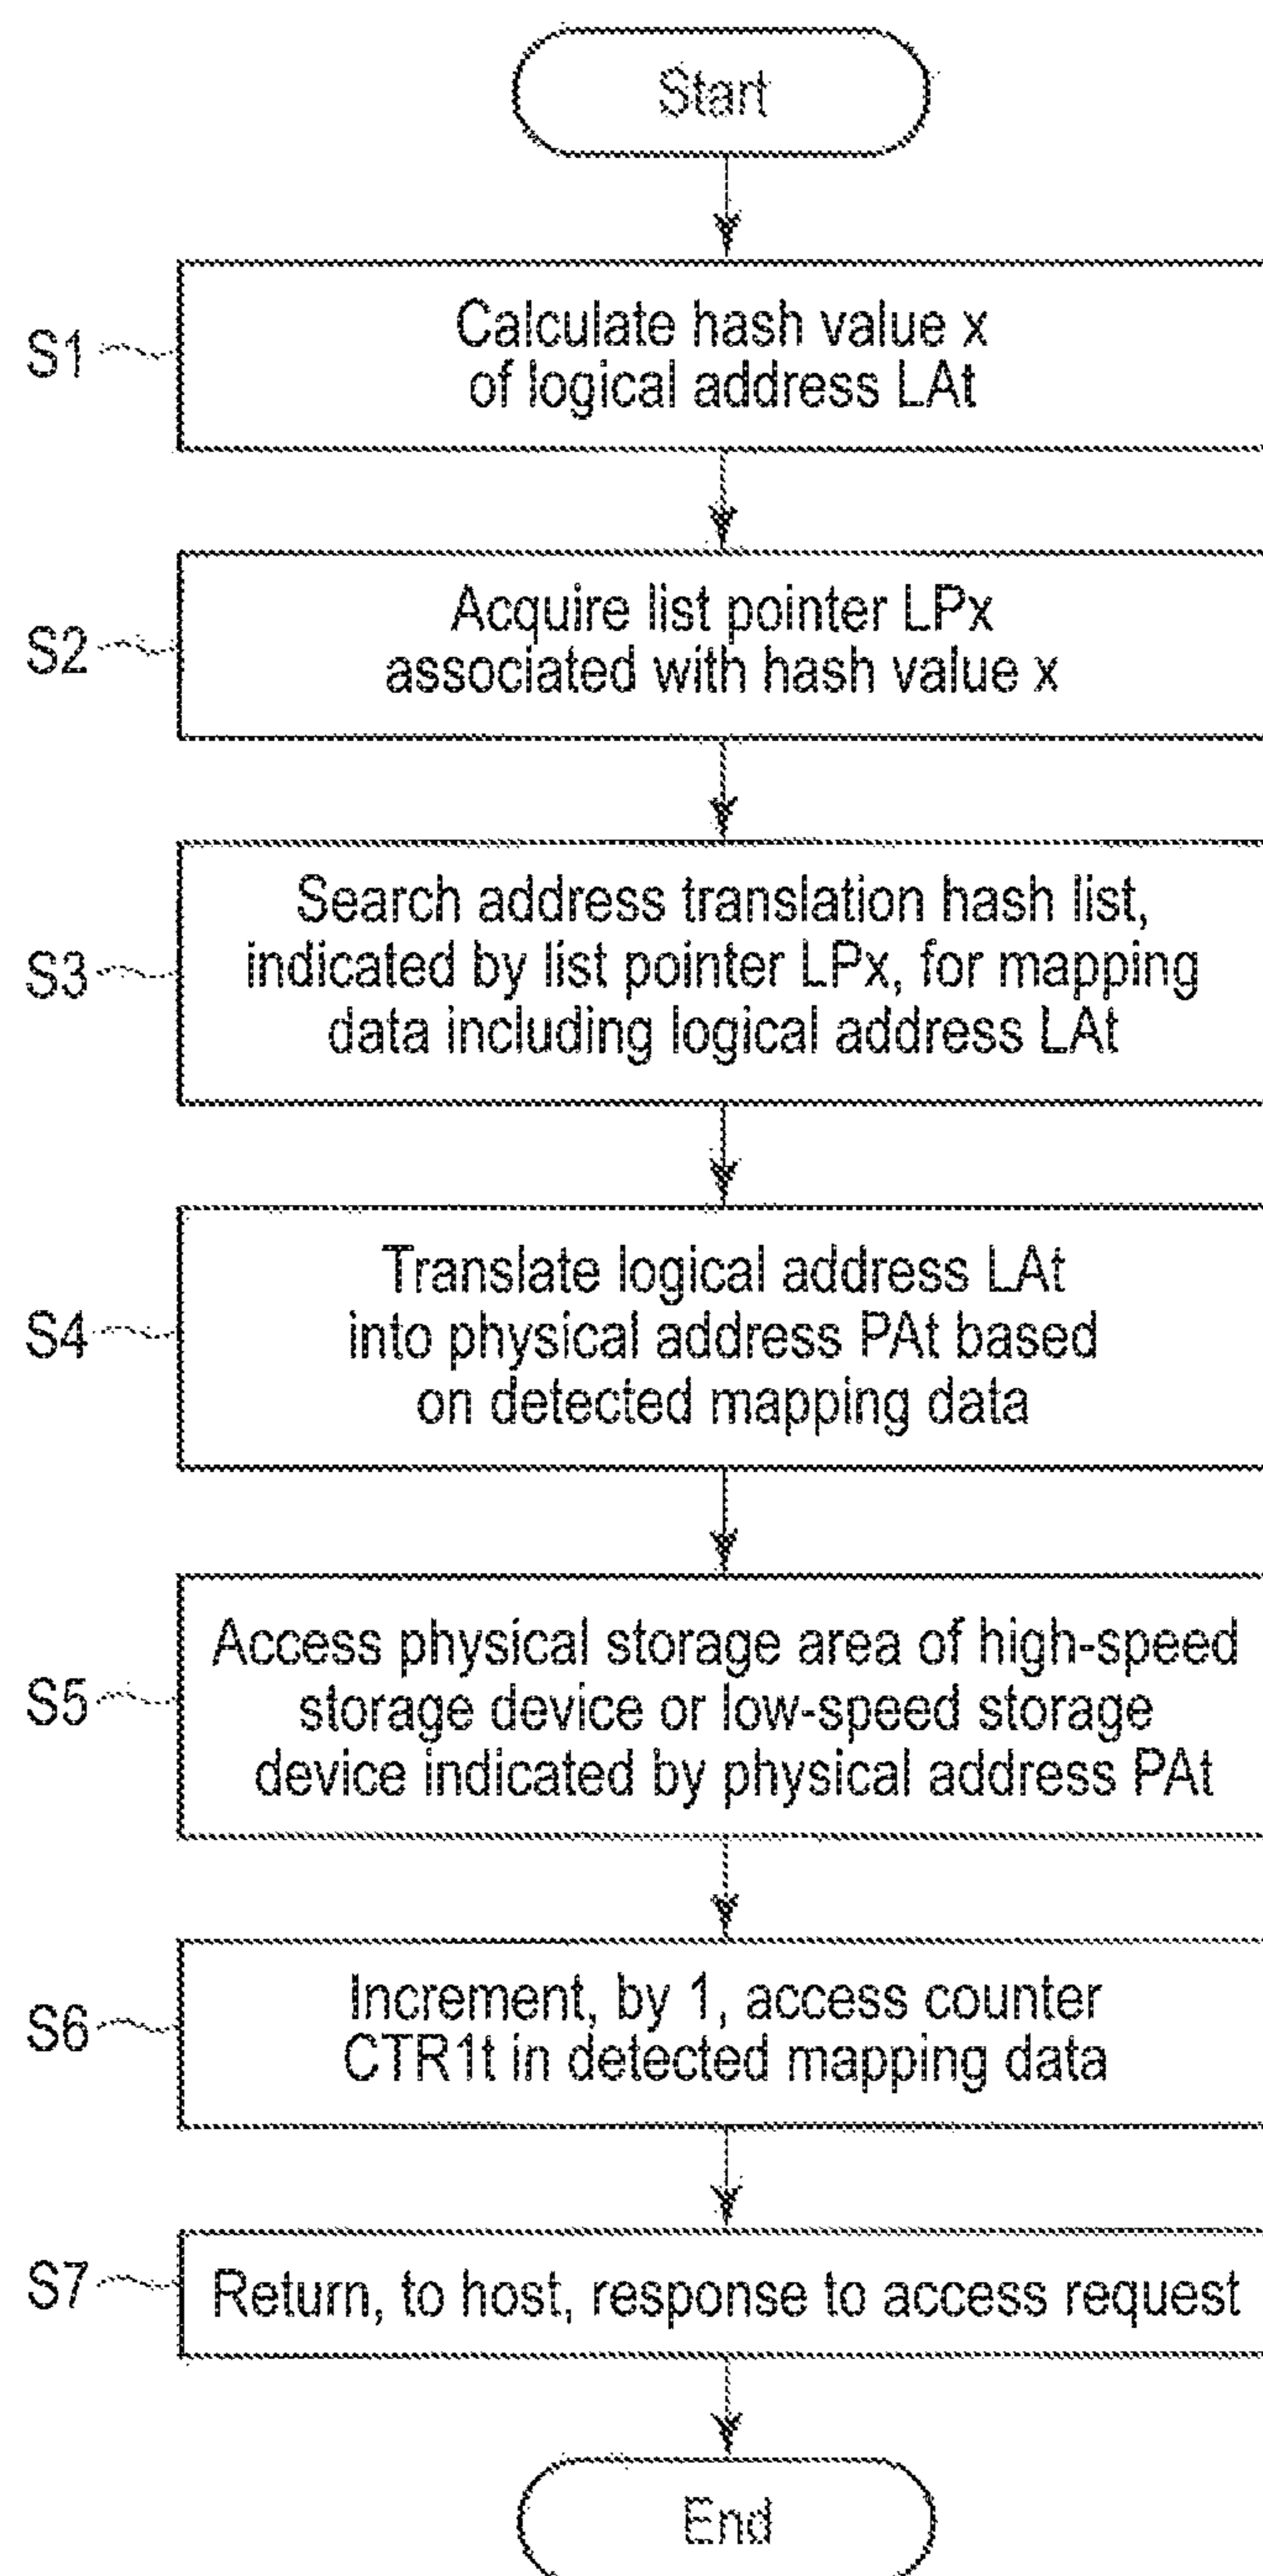 Start
S1
Calculate hash value x
of logical address LAt
S2
Acquire list pointer LPx
associated with hash value x
S3
Search address translation hash list,
indicated by list pointer LPx, for mapping
data including logical address LAt
S4
Translate logical address LAt
into physical address PAt based
on detected mapping data
S5
Access physical storage area of high-speed
storage device or low-speed storage
device indicated by physical address PAt
S6
Increment, by 1, access counter
CTR1t in detected mapping data
S7
Return, to host, response to access request
End